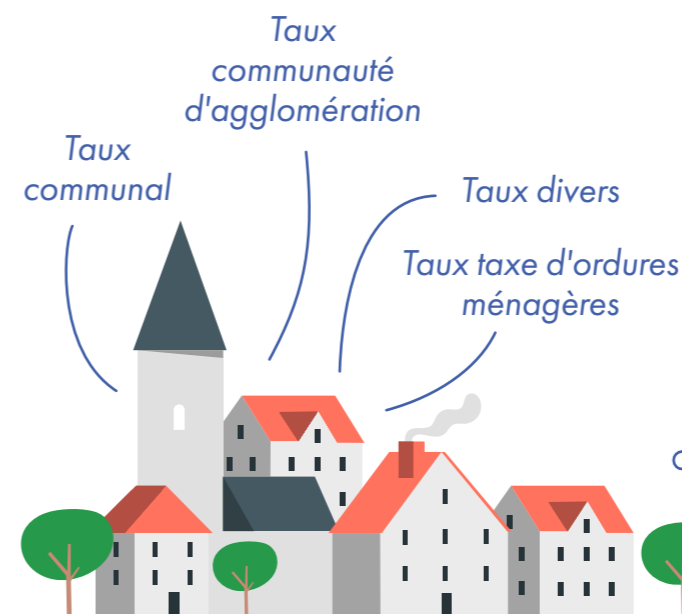 Taux
communauté
d'agglomération
Taux
communal
Taux divers
Taux taxe d'ordures
ménagères